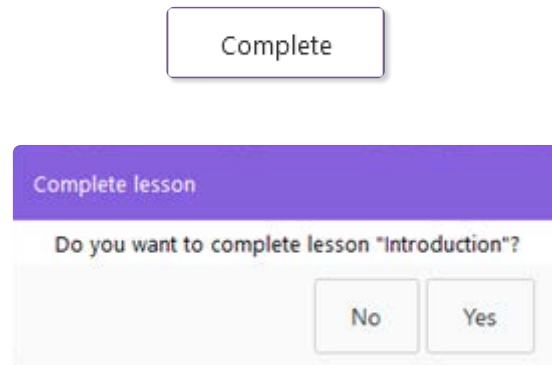 Complete
Complete lesson
Do you want to complete lesson "Introduction"?
No Yes